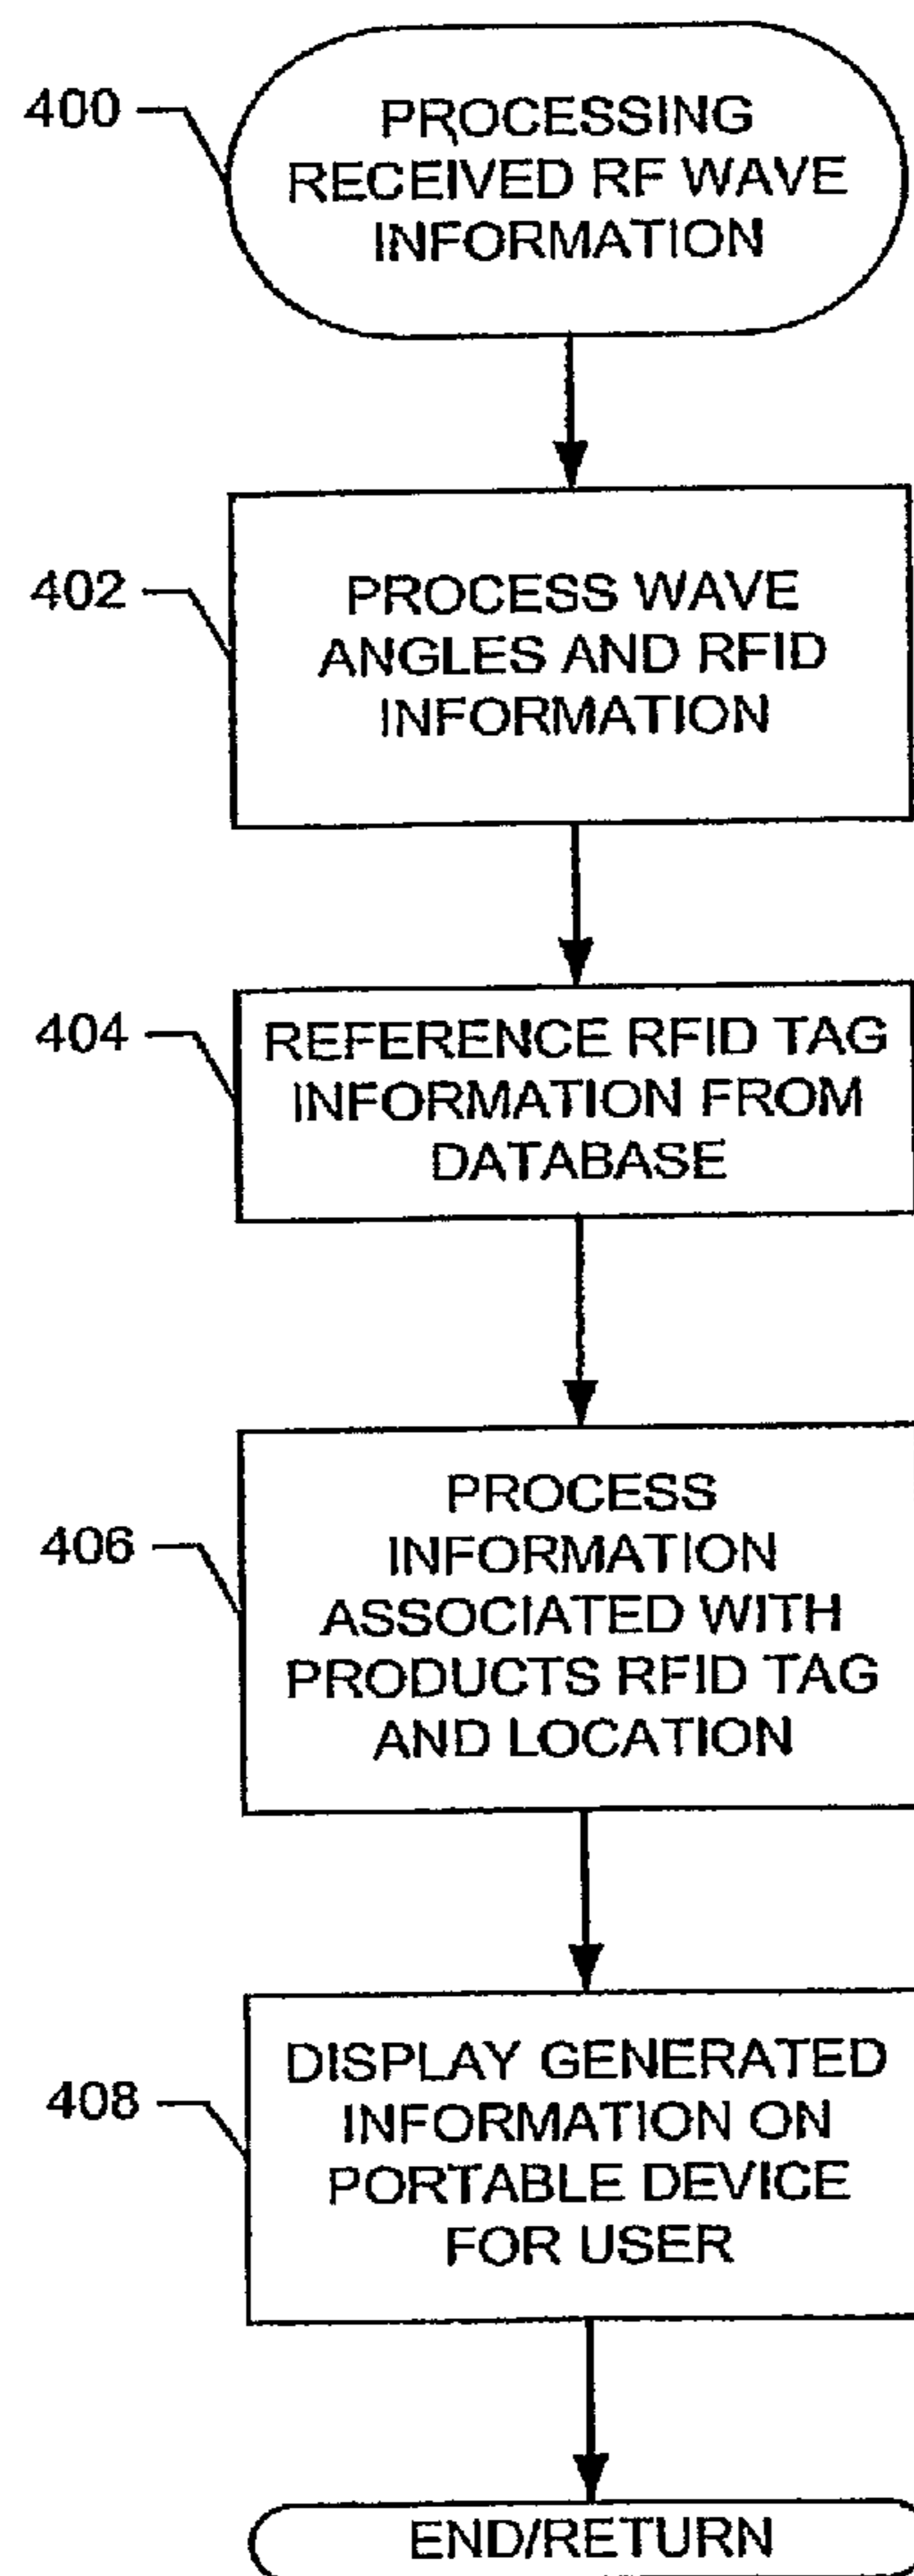 400
PROCESSING
RECEIVED RF WAVE
INFORMATION
402
PROCESS WAVE
ANGLES AND RFID
INFORMATION
404
REFERENCE RFID TAG
INFORMATION FROM
DATABASE
406
PROCESS
INFORMATION
ASSOCIATED WITH
PRODUCTS RFID TAG
AND LOCATION
408
DISPLAY GENERATED
INFORMATION ON
PORTABLE DEVICE
FOR USER
END/RETURN